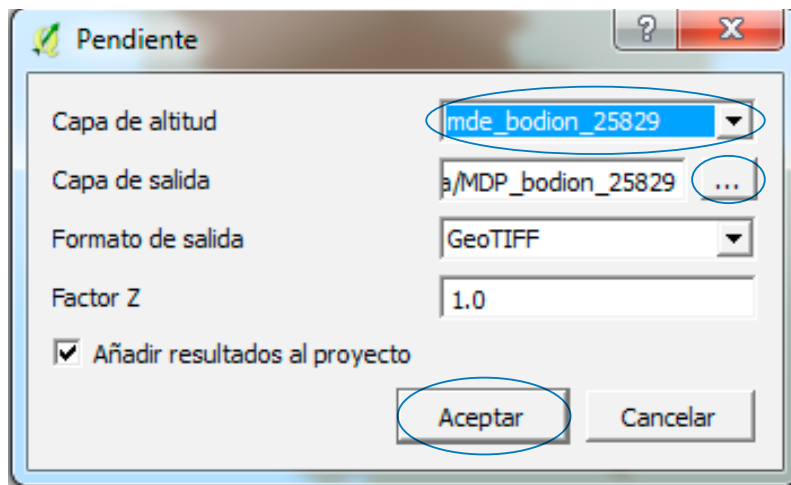 Pendiente
Capa de altitud mde_bodion_25829
Capa de salida a/MDP_bodion_25829 ...
Formato de salida GeoTIFF
Factor Z 1.0
Añadir resultados al proyecto
Aceptar Cancelar